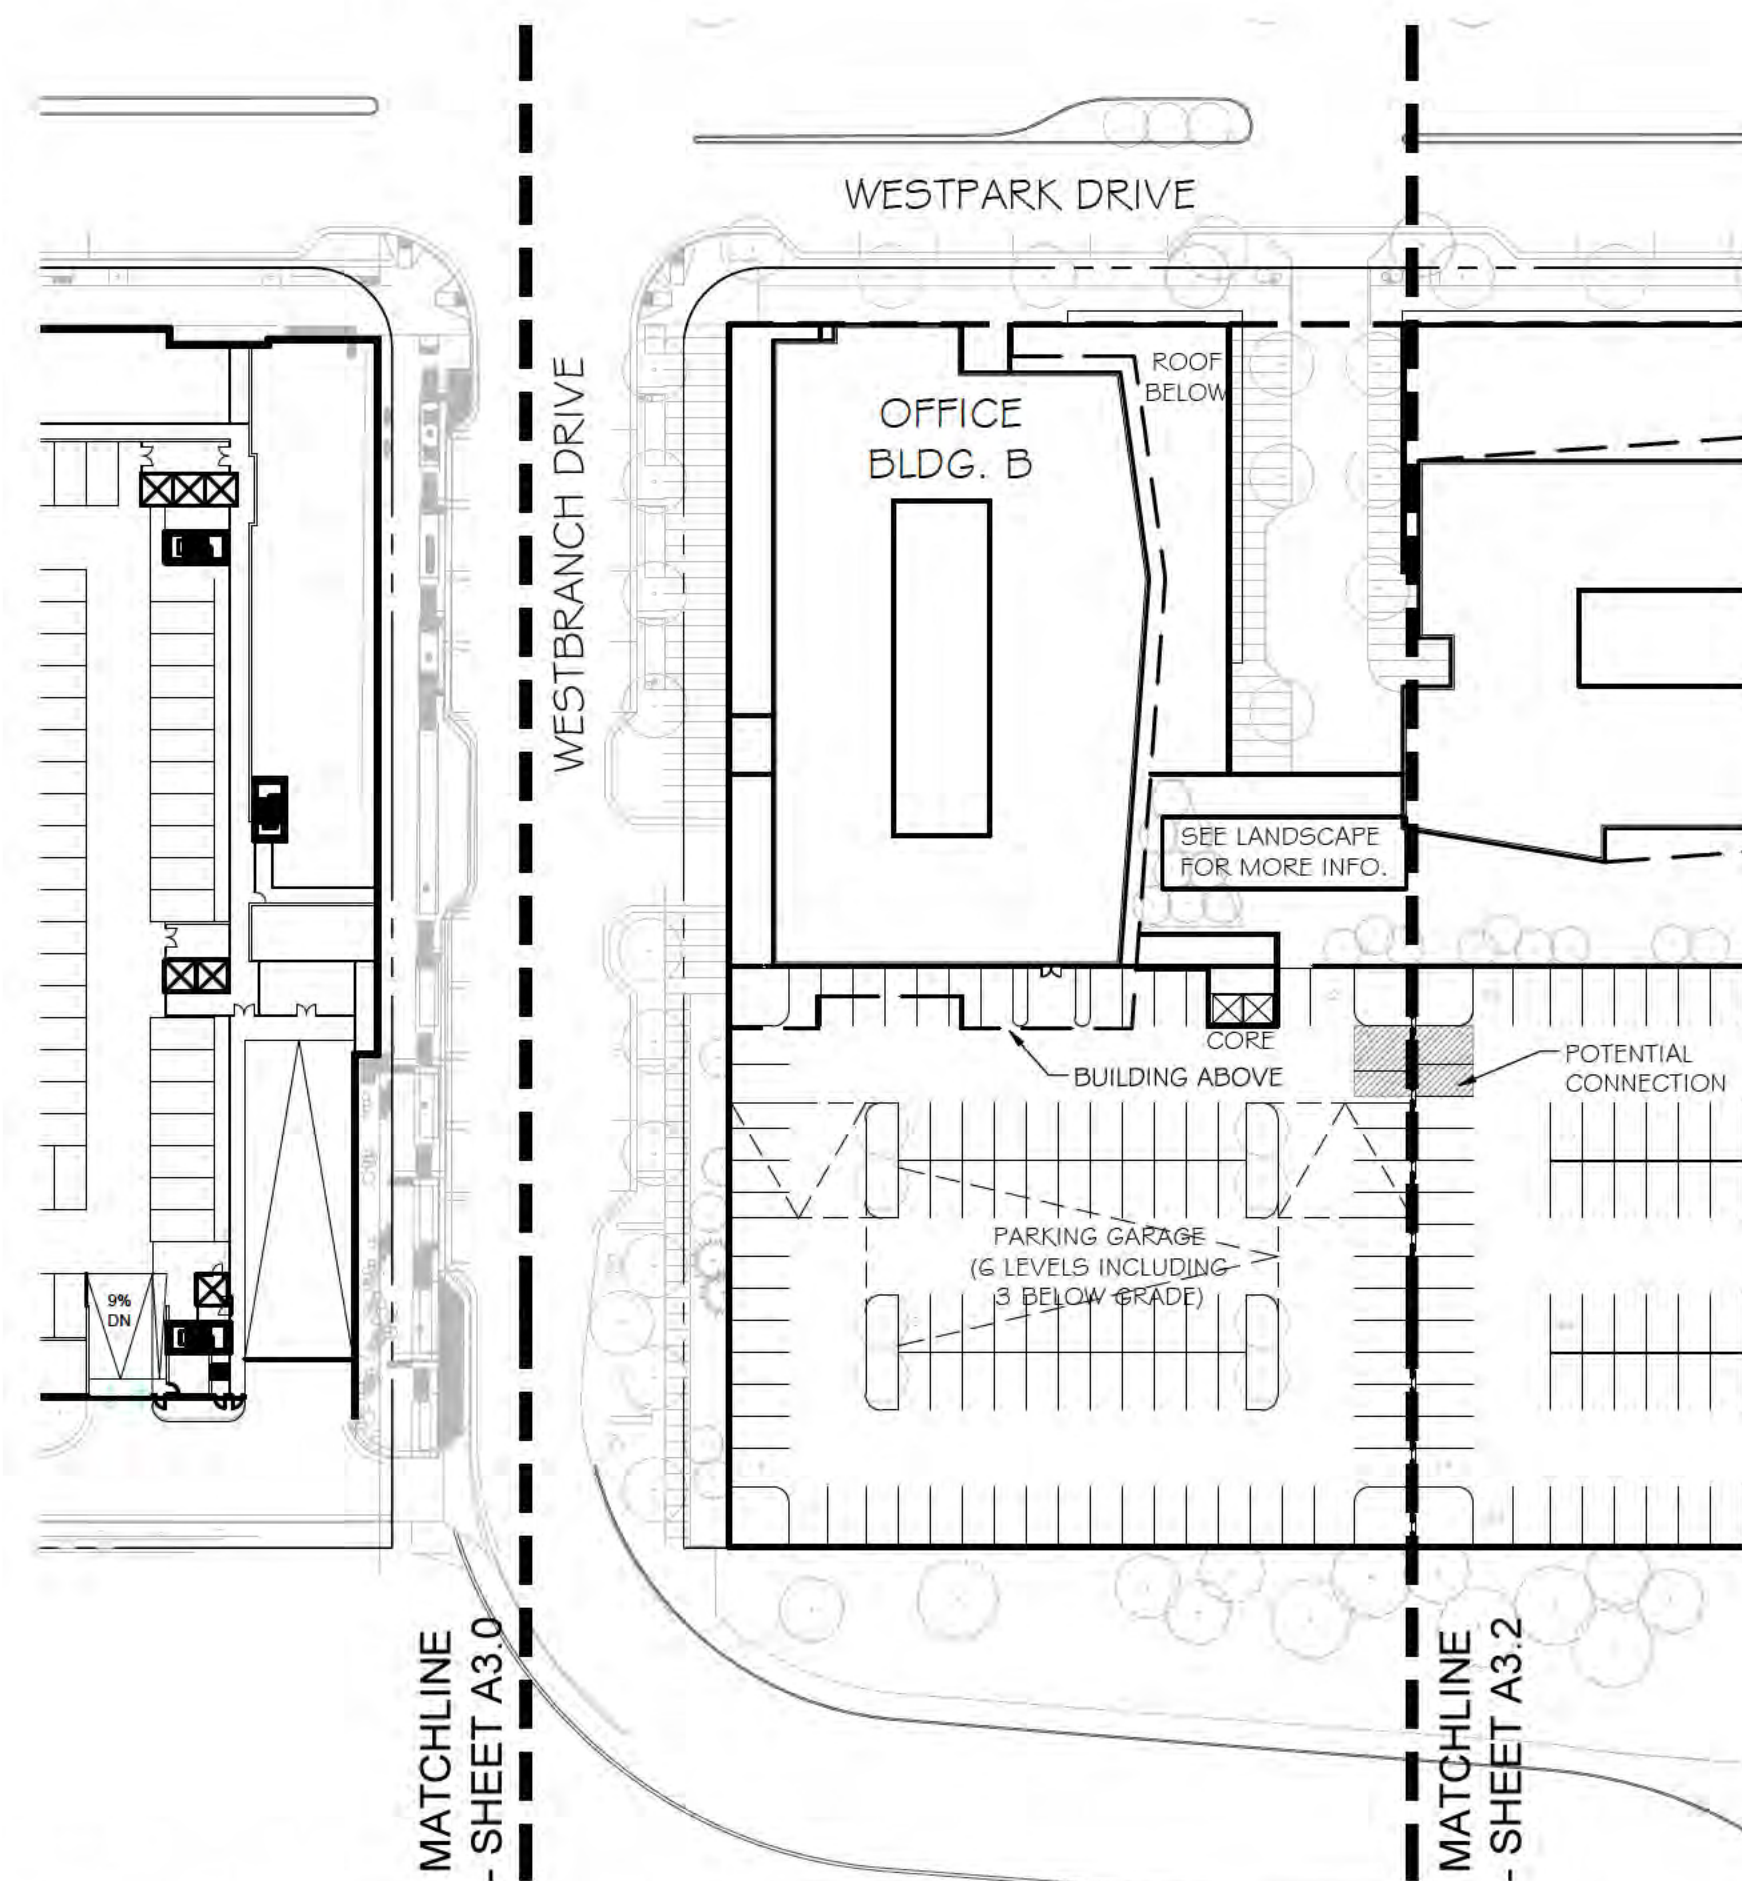 WESTPARK DRIVE
WESTBRANCH DRIVE
ROOF
BELOW
OFFICE
BLDG. B
SEE LANDSCAPE
FOR MORE INFO.
CORE
BUILDING ABOVE
POTENTIAL
CONNECTION
PARKING GARAGE
(6 LEVELS INCLUDING
3 BELOW GRADE)
9%
DN
MATCHLINE
- SHEET A3.0
MATCHLINE
- SHEET A3.2